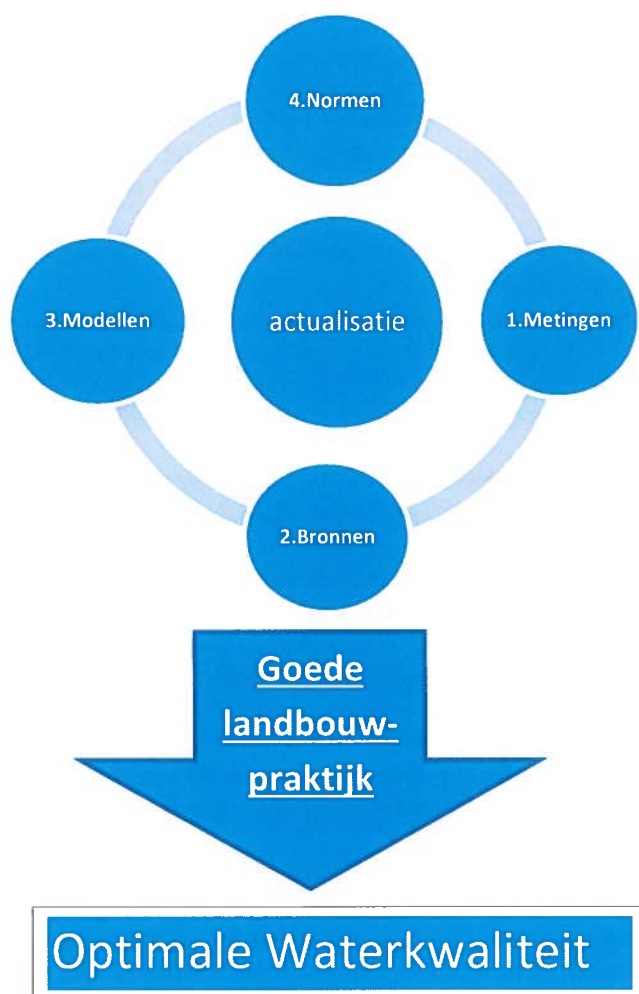 4.Normen
3.Modellen
actualisatie
1.Metingen
2.Bronnen
Goede
landbouw-
praktijk
Optimale Waterkwaliteit